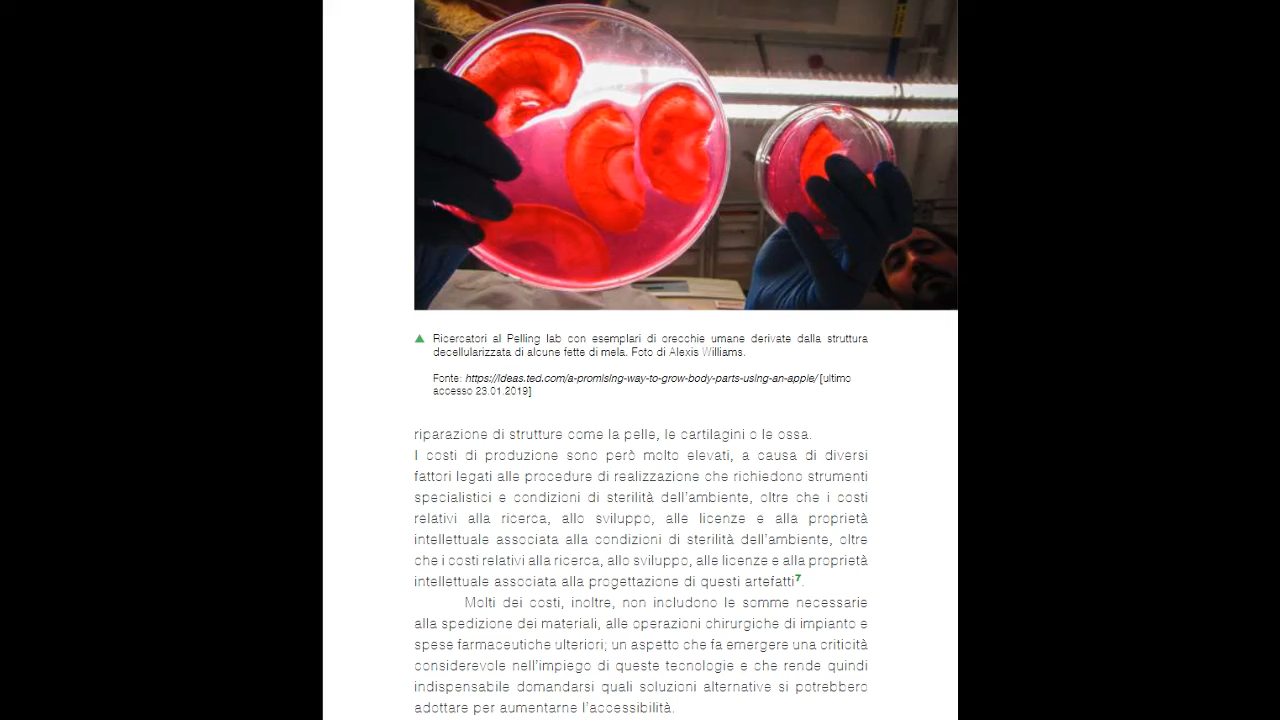 ▲ Ricercatori al Pelling lab con esemplari di orecchie umane derivate dalla struttura
decellularizzata di alcune fette di mela. Foto di Alexis Williams.
Fonte: https://ideas.ted.com/a-promising-way-to-grow-body-parts-using-an-apple/ [ultimo
accesso 23.01.2019]
riparazione di strutture come la pelle, le cartilagini o le ossa.
I costi di produzione sono però molto elevati, a causa di diversi
fattori legati alle procedure di realizzazione che richiedono strumenti
specialistici e condizioni di sterilità dell'ambiente, oltre che i costi
relativi alla ricerca, allo sviluppo, alle licenze e alla proprietà
intellettuale associata alla condizioni di sterilità dell'ambiente, oltre
che i costi relativi alla ricerca, allo sviluppo, alle licenze e alla proprietà
intellettuale associata alla progettazione di questi artefatti7.
Molti dei costi, inoltre, non includono le somme necessarie
alla spedizione dei materiali, alle operazioni chirurgiche di impianto e
spese farmaceutiche ulteriori; un aspetto che fa emergere una criticità
considerevole nell'impiego di queste tecnologie e che rende quindi
indispensabile domandarsi quali soluzioni alternative si potrebbero
adottare per aumentarne l'accessibilità.